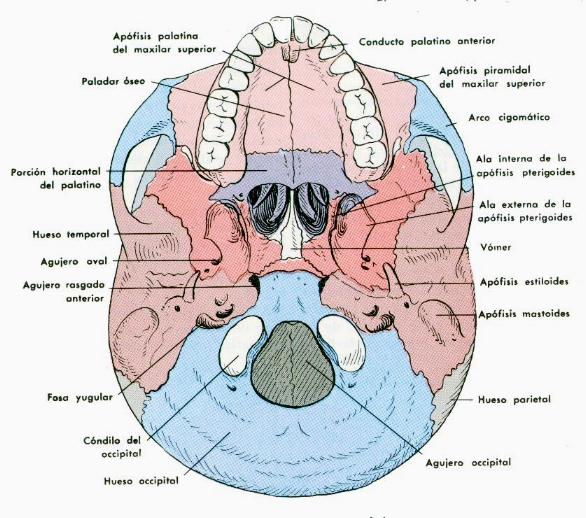 Apófisis palatina
del maxilar superior
Paladar óseo
Porción horizontal
del palatino
Hueso temporal
Agujero oval
Agujero rasgado
anterior
Fosa yugular
Cóndilo del
occipital
Hueso occipital
Conducto palatino anterior
Apófisis piramidal
del maxilar superior
Arco cigomático
Ala interna de la
apófisis pterigoides
Ala externa de la
apófisis pterigoides
Vómer
Apófisis estiloides
Apófisis mastoides
Hueso parietal
Agujero occipital